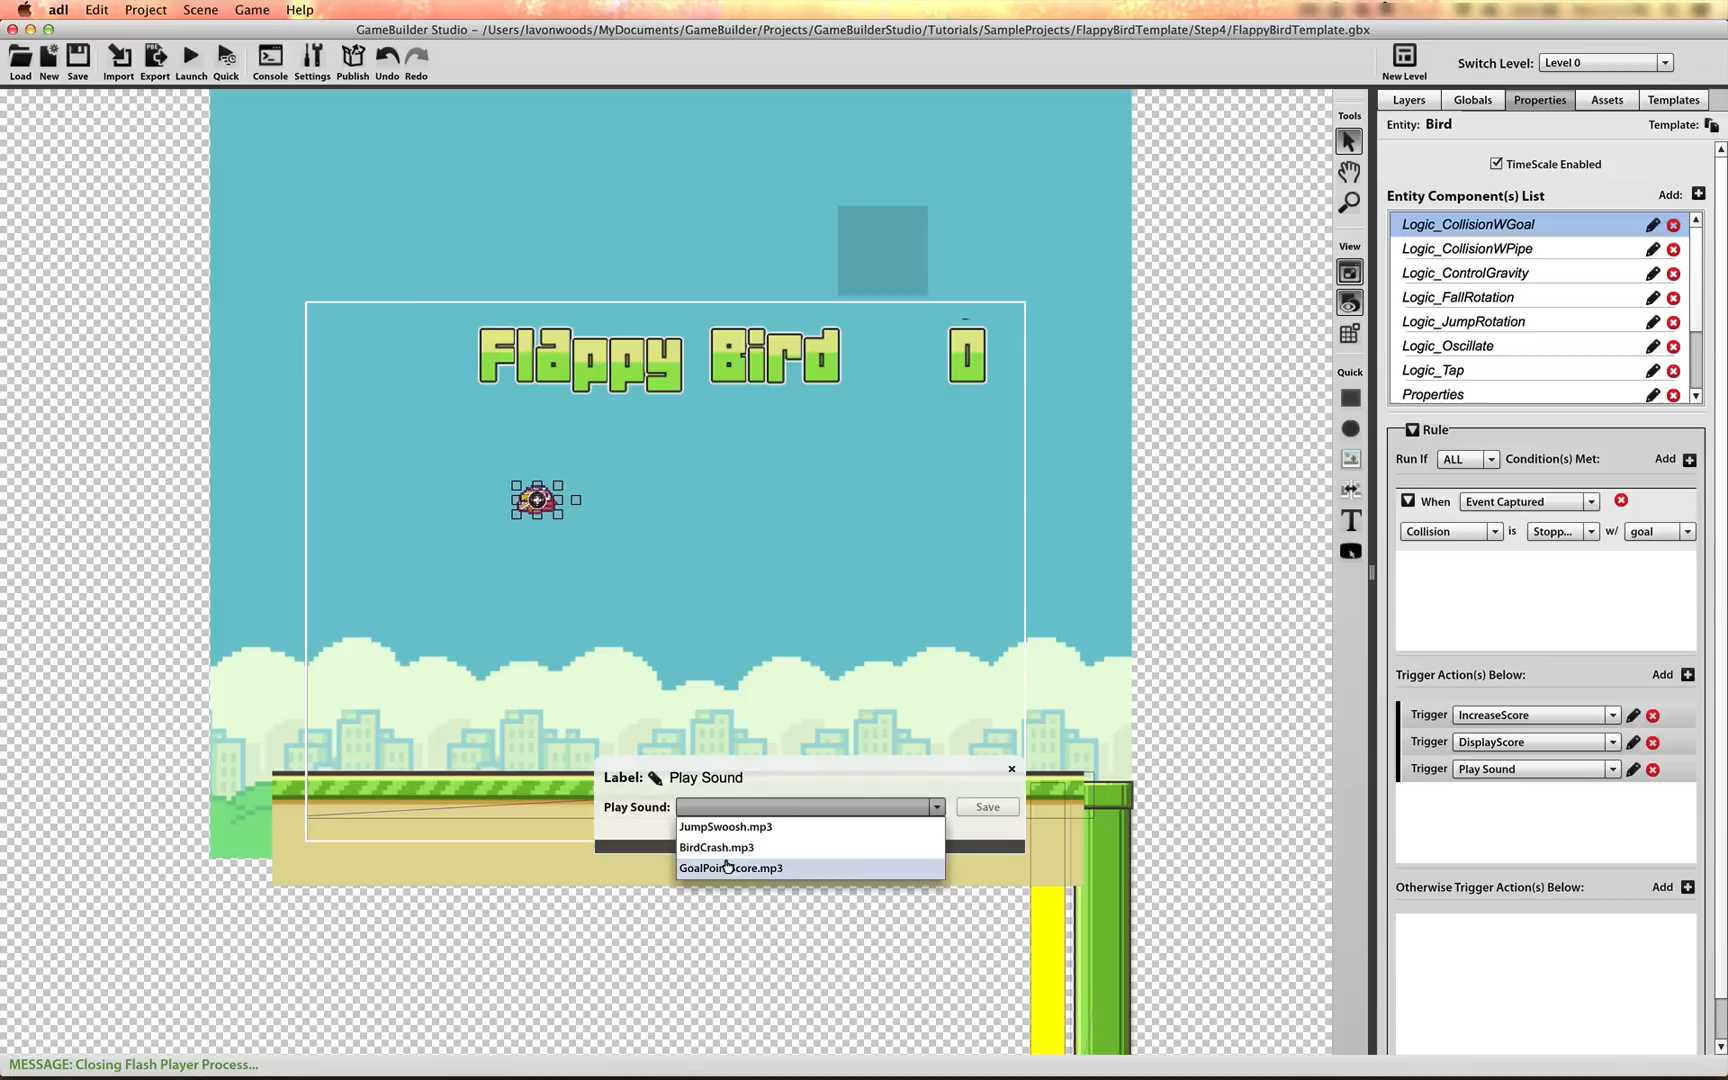 adl Edit Project Scene Game Help
GameBuilder Studio - /Users/lavonwoods/MyDocuments/GameBuilder/Projects/GameBuilderStudio/Tutorials/SampleProjects/FlappyBirdTemplate/Step4/FlappyBirdTemplate.gbx
Load New Save Import Export Launch Quick Console Settings Publish Undo Redo
New Level
Switch Level: Level 0
Layers Globals Properties Assets Templates
Entity: Bird Template:
TimeScale Enabled
Entity Component(s) List Add:
Logic_CollisionWGoal
Logic_CollisionWPipe
Logic_ControlGravity
Logic_FallRotation
Logic_JumpRotation
Logic_Oscillate
Logic_Tap
Properties
Rule
Run If ALL Condition(s) Met: Add
When Event Captured
Collision is Stopp... w/ goal
Trigger Action(s) Below: Add
Trigger IncreaseScore
Trigger DisplayScore
Trigger Play Sound
Otherwise Trigger Action(s) Below: Add
Tools
View
Quick
T
Flappy Bird 0
Label: Play Sound
Play Sound: Save
JumpSwoosh.mp3
BirdCrash.mp3
MESSAGE: Closing Flash Player Process...